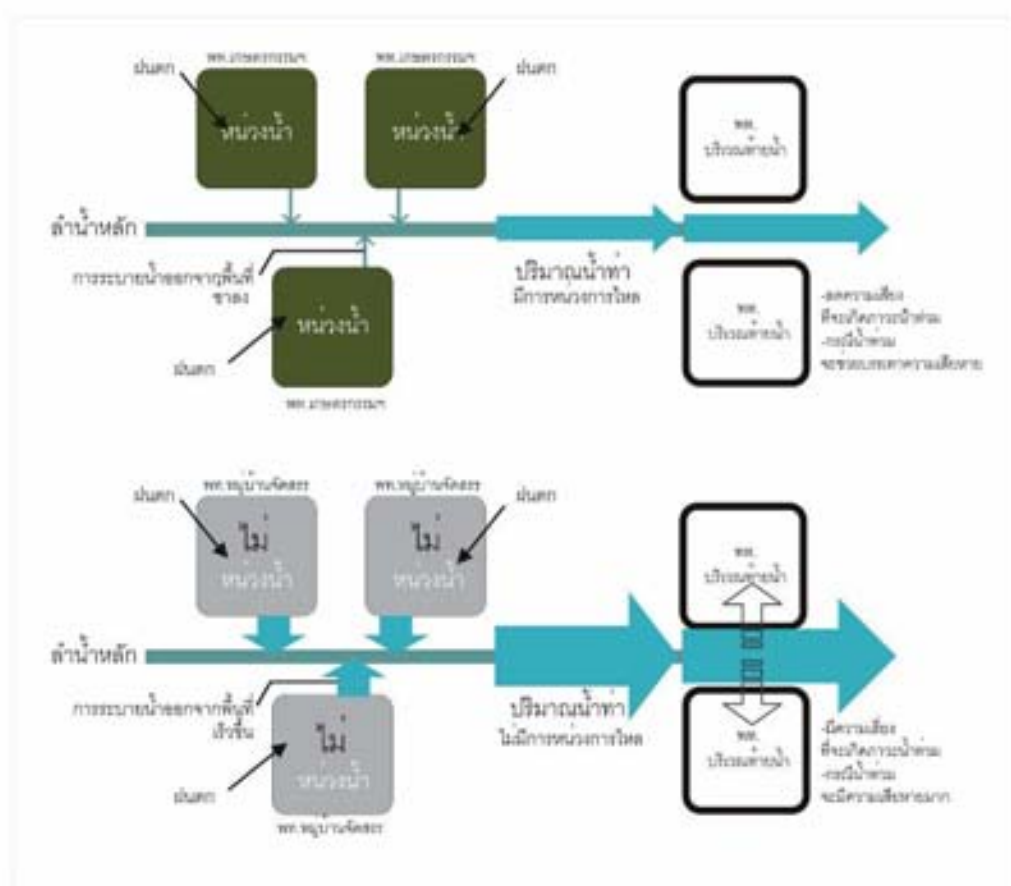 พท.เกษตรกรรมฯ
พท.เกษตรกรรมฯ
ฝนตก
ฝนตก
หน่วงน้ำ
หน่วงน้ำ
พท.
บริเวณท้ายน้ำ
ลำน้ำหลัก
การระบายน้ำออกจากพื้นที่
ช้าลง
ปริมาณน้ำท่า
มีการหน่วงการไหล
หน่วงน้ำ
ฝนตก
พท.เกษตรกรรมฯ
พท.
บริเวณท้ายน้ำ
-ลดความเสี่ยง
ที่จะเกิดภาวะน้ำท่วม
-กรณีน้ำท่วม
จะช่วยบรรเทาความเสียหาย
พท.หมู่บ้านจัดสรร
พท.หมู่บ้านจัดสรร
ฝนตก
ฝนตก
ไม่
หน่วงน้ำ
ไม่
หน่วงน้ำ
พท.
บริเวณท้ายน้ำ
ลำน้ำหลัก
การระบายน้ำออกจากพื้นที่
เร็วขึ้น
ปริมาณน้ำท่า
ไม่มีการหน่วงการไหล
ไม่
หน่วงน้ำ
ฝนตก
พท.หมู่บ้านจัดสรร
พท.
บริเวณท้ายน้ำ
-มีความเสี่ยง
ที่จะเกิดภาวะน้ำท่วม
-กรณีน้ำท่วม
จะมีความเสียหายมาก